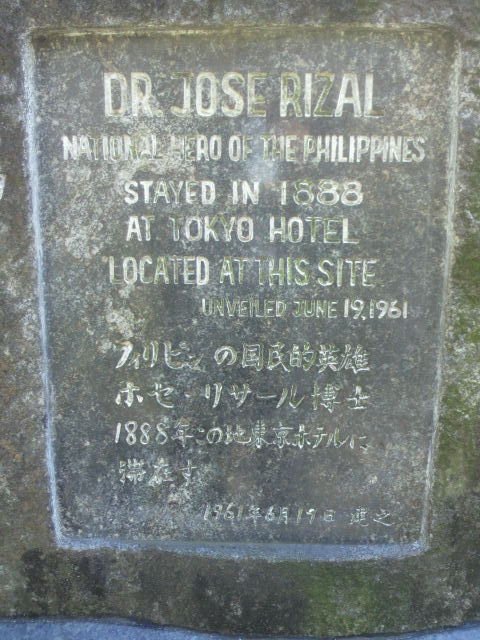 DR. JOSE RIZAL
NATIONAL HERO OF THE PHILIPPINES
STAYED IN 1888
AT TOKYO HOTEL
LOCATED AT THIS SITE
UNVEILED JUNE 19, 1961
フィリピンの国民的英雄
ホセ・リサール博士
1888年この地東京ホテルに
滞在す
1961年6月19日 建之